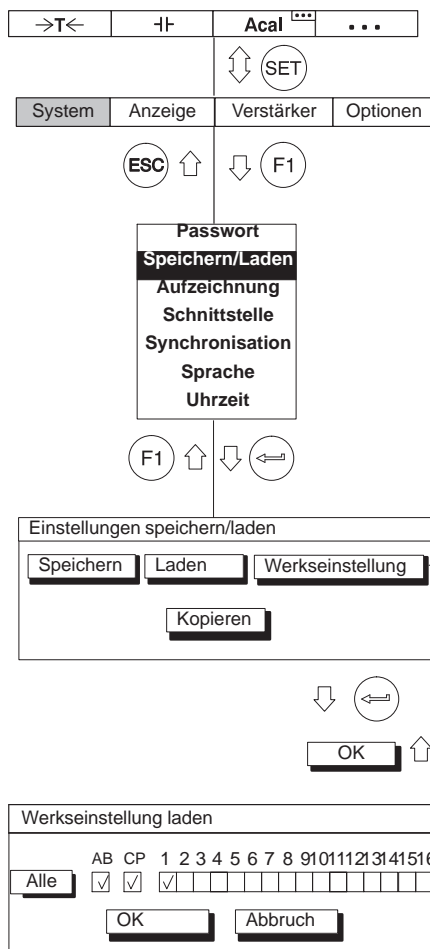 →T← ⊣⊢ Acal ...
SET
System Anzeige Verstärker Optionen
ESC F1
Passwort
Speichern/Laden
Aufzeichnung
Schnittstelle
Synchronisation
Sprache
Uhrzeit
F1
Einstellungen speichern/laden
Speichern Laden Werkseinstellung
Kopieren
OK
Werkseinstellung laden
AB CP 1 2 3 4 5 6 7 8 9 10 11 12 13 14 15 16
Alle
OK Abbruch